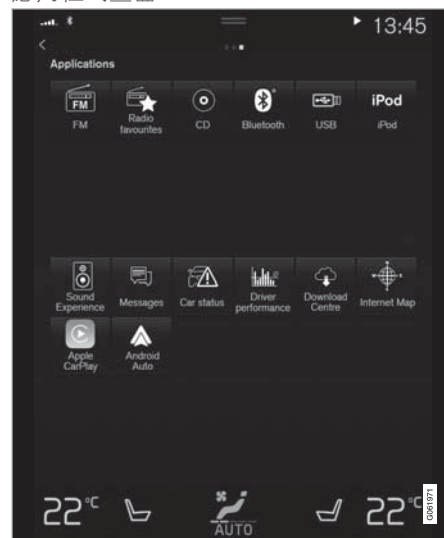 13:45
Applications
FM
iPod
FM
Radio favourites
CD
Bluetooth
USB
iPod
Sound Experience
Messages
Car status
Driver performance
Download Centre
Internet Map
Apple CarPlay
Android Auto
22°C
22°C
AUTO
G061971